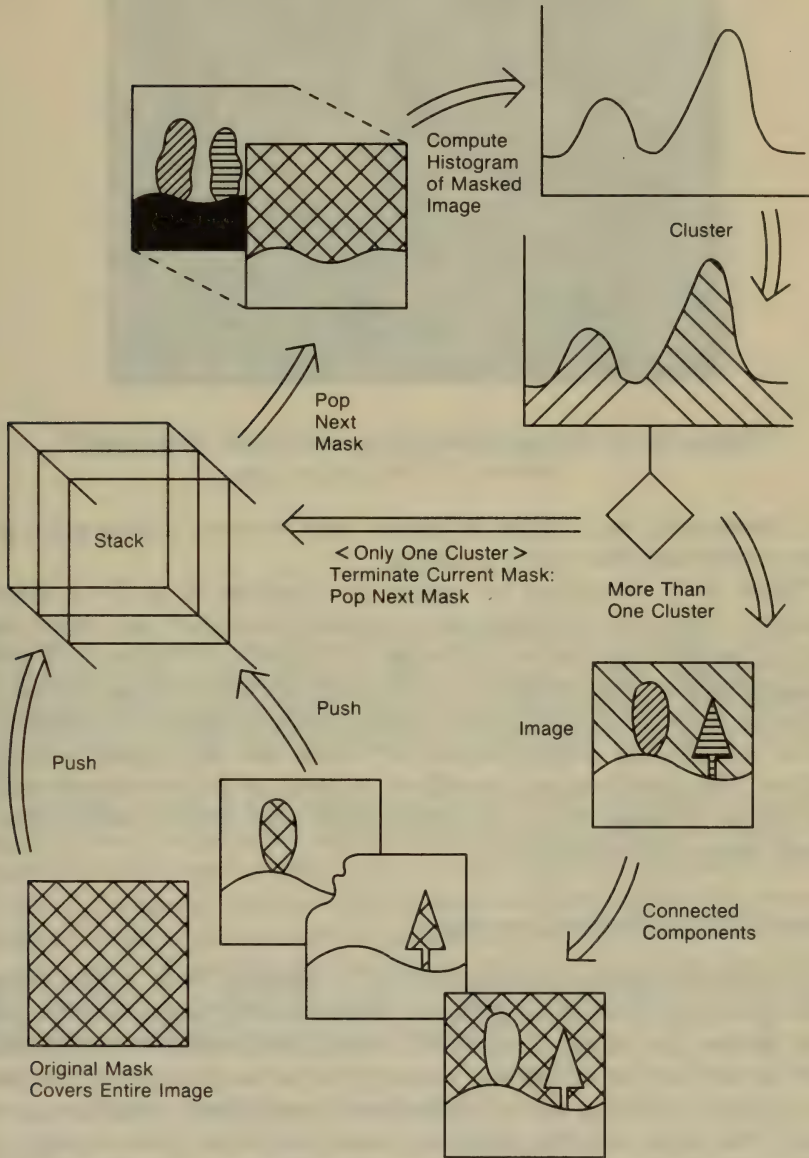 Compute
Histogram
of Masked
Image
Cluster
Pop
Next
Mask
Stack
< Only One Cluster >
Terminate Current Mask:
Pop Next Mask
More Than
One Cluster
Push
Image
Push
Connected
Components
Original Mask
Covers Entire Image